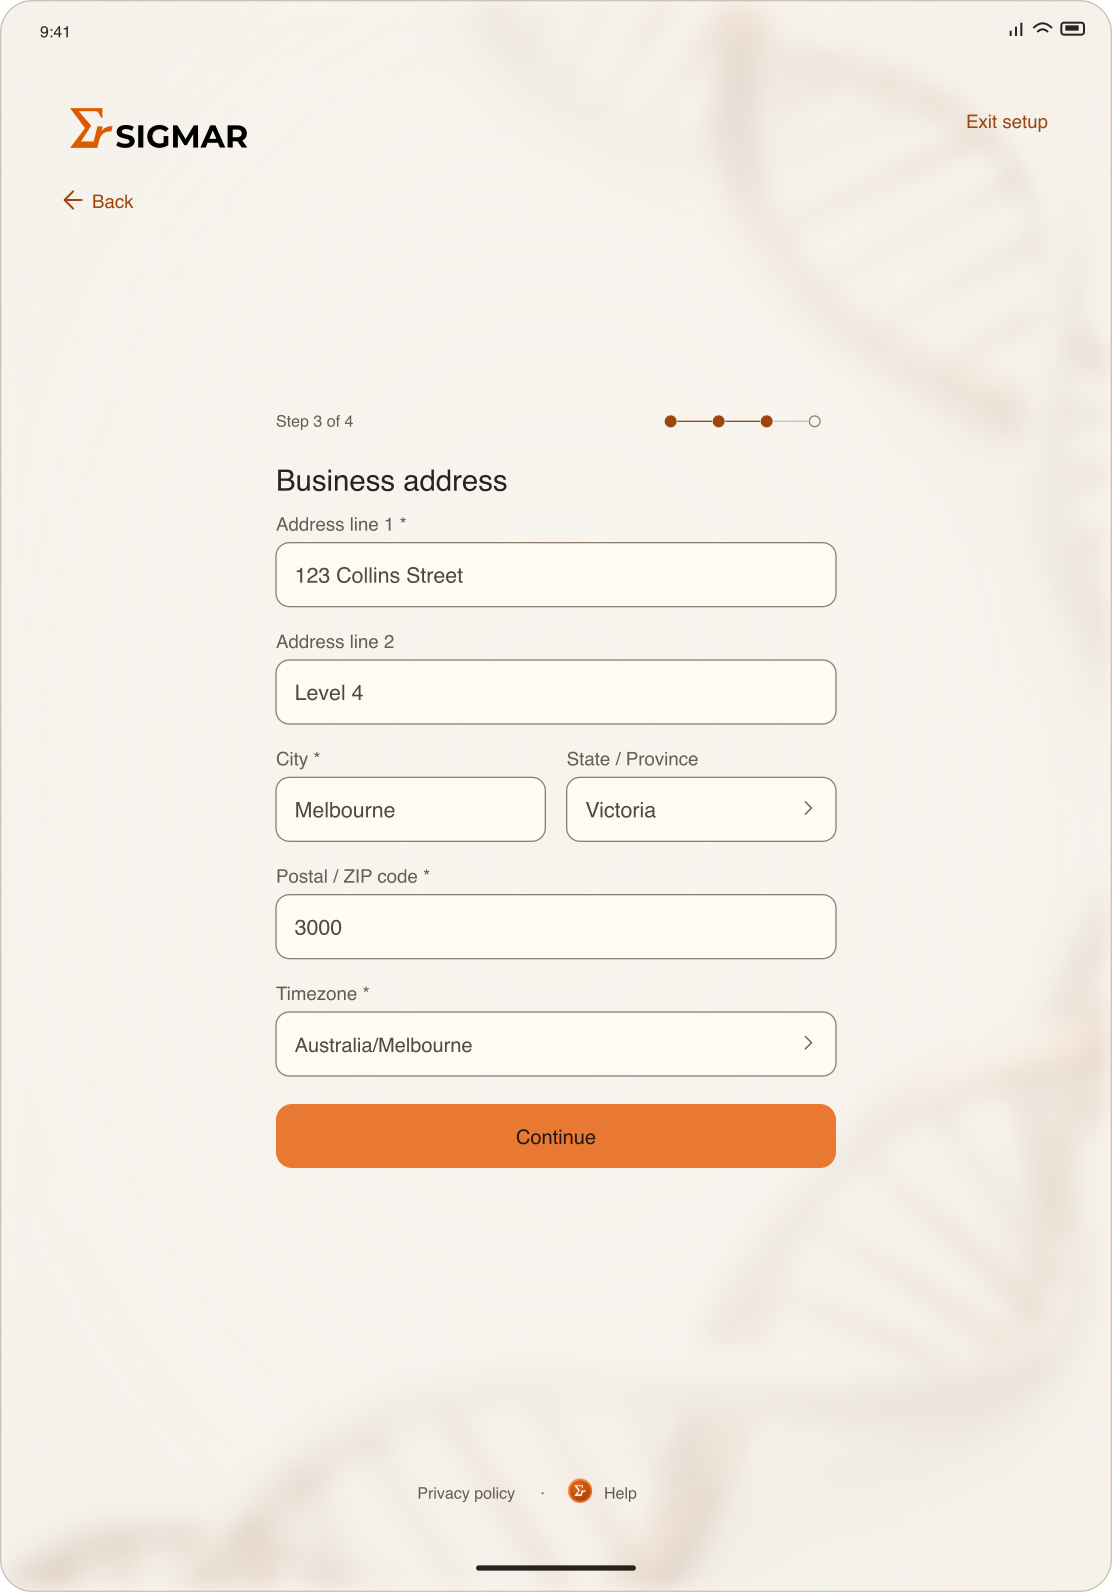 9:41
SIGMAR
Exit setup
Back
Step 3 of 4
Business address
Address line 1 *
123 Collins Street
Address line 2
Level 4
City *
State / Province
Melbourne
Victoria
Postal / ZIP code *
3000
Timezone *
Australia/Melbourne
Continue
Privacy policy · Help